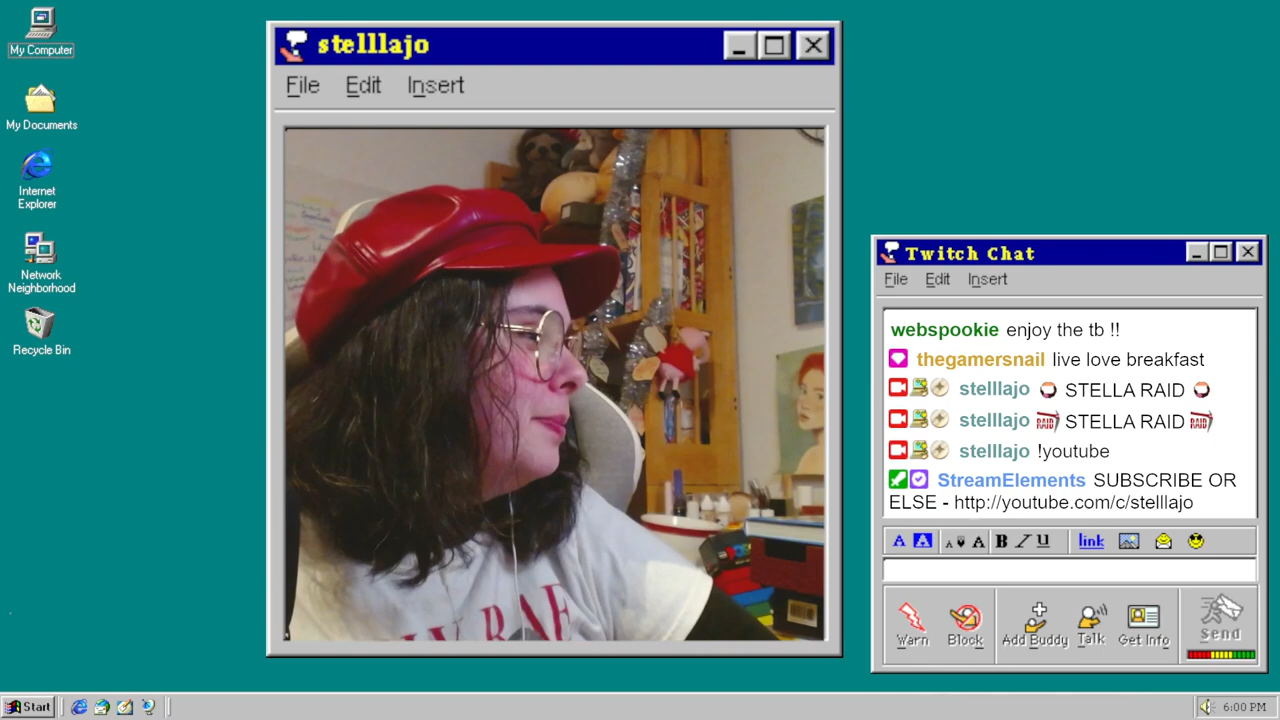 My Computer
My Documents
Internet
Explorer
Network
Neighborhood
Recycle Bin
stelllajo
File Edit Insert
Twitch Chat
File Edit Insert
webspookie enjoy the tb !!
thegamersnail live love breakfast
stelllajo STELLA RAID
stelllajo RAID STELLA RAID RAID
stelllajo !youtube
StreamElements SUBSCRIBE OR
ELSE - http://youtube.com/c/stelllajo
A A A A B I U link
Warn Block Add Buddy Talk Get Info Send
Start
6:00 PM